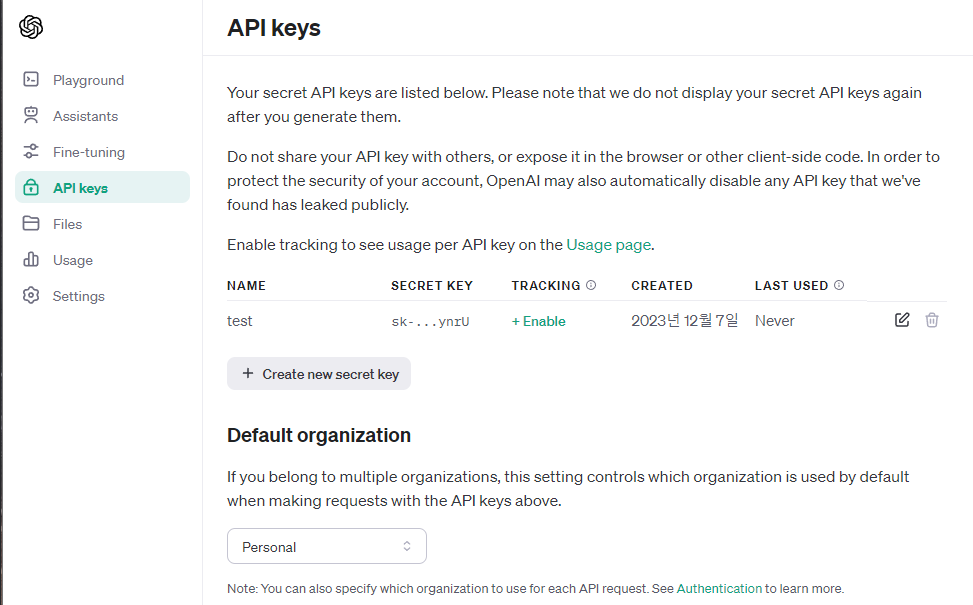 API keys
Playground
Assistants
Fine-tuning
API keys
Files
Usage
Settings
Your secret API keys are listed below. Please note that we do not display your secret API keys again
after you generate them.
Do not share your API key with others, or expose it in the browser or other client-side code. In order to
protect the security of your account, OpenAI may also automatically disable any API key that we've
found has leaked publicly.
Enable tracking to see usage per API key on the Usage page.
NAME SECRET KEY TRACKING CREATED LAST USED
test sk-...ynrU + Enable 2023년 12월 7일 Never
+ Create new secret key
Default organization
If you belong to multiple organizations, this setting controls which organization is used by default
when making requests with the API keys above.
Personal
Note: You can also specify which organization to use for each API request. See Authentication to learn more.